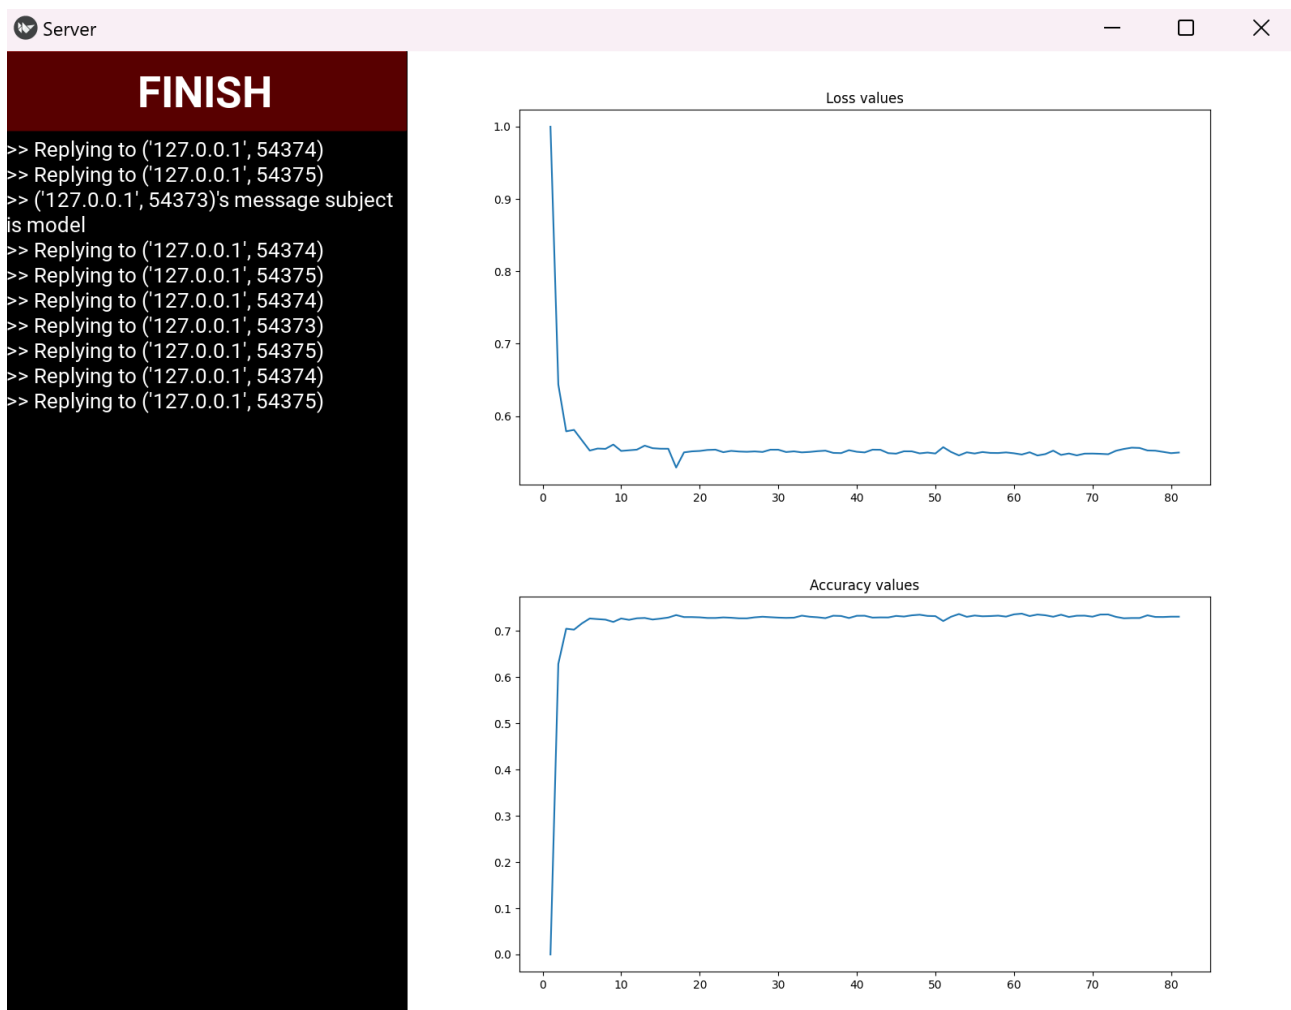 Server
FINISH
>> Replying to ('127.0.0.1', 54374)
>> Replying to ('127.0.0.1', 54375)
>> ('127.0.0.1', 54373)'s message subject
is model
>> Replying to ('127.0.0.1', 54374)
>> Replying to ('127.0.0.1', 54375)
>> Replying to ('127.0.0.1', 54374)
>> Replying to ('127.0.0.1', 54373)
>> Replying to ('127.0.0.1', 54375)
>> Replying to ('127.0.0.1', 54374)
>> Replying to ('127.0.0.1', 54375)
Loss values
1.0
0.9
0.8
0.7
0.6
0 10 20 30 40 50 60 70 80
Accuracy values
0.7
0.6
0.5
0.4
0.3
0.2
0.1
0.0
0 10 20 30 40 50 60 70 80